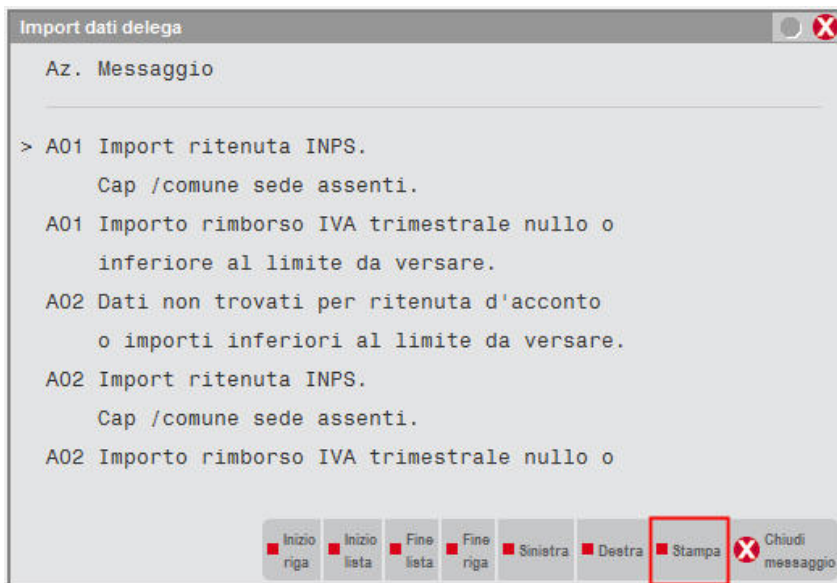 Import dati delega
Az. Messaggio
> A01 Import ritenuta INPS.
Cap /comune sede assenti.
A01 Importo rimborso IVA trimestrale nullo o
inferiore al limite da versare.
A02 Dati non trovati per ritenuta d'acconto
o importi inferiori al limite da versare.
A02 Import ritenuta INPS.
Cap /comune sede assenti.
A02 Importo rimborso IVA trimestrale nullo o
Inizio riga
Inizio lista
Fine lista
Fine riga
Sinistra
Destra
Stampa
Chiudi messaggio